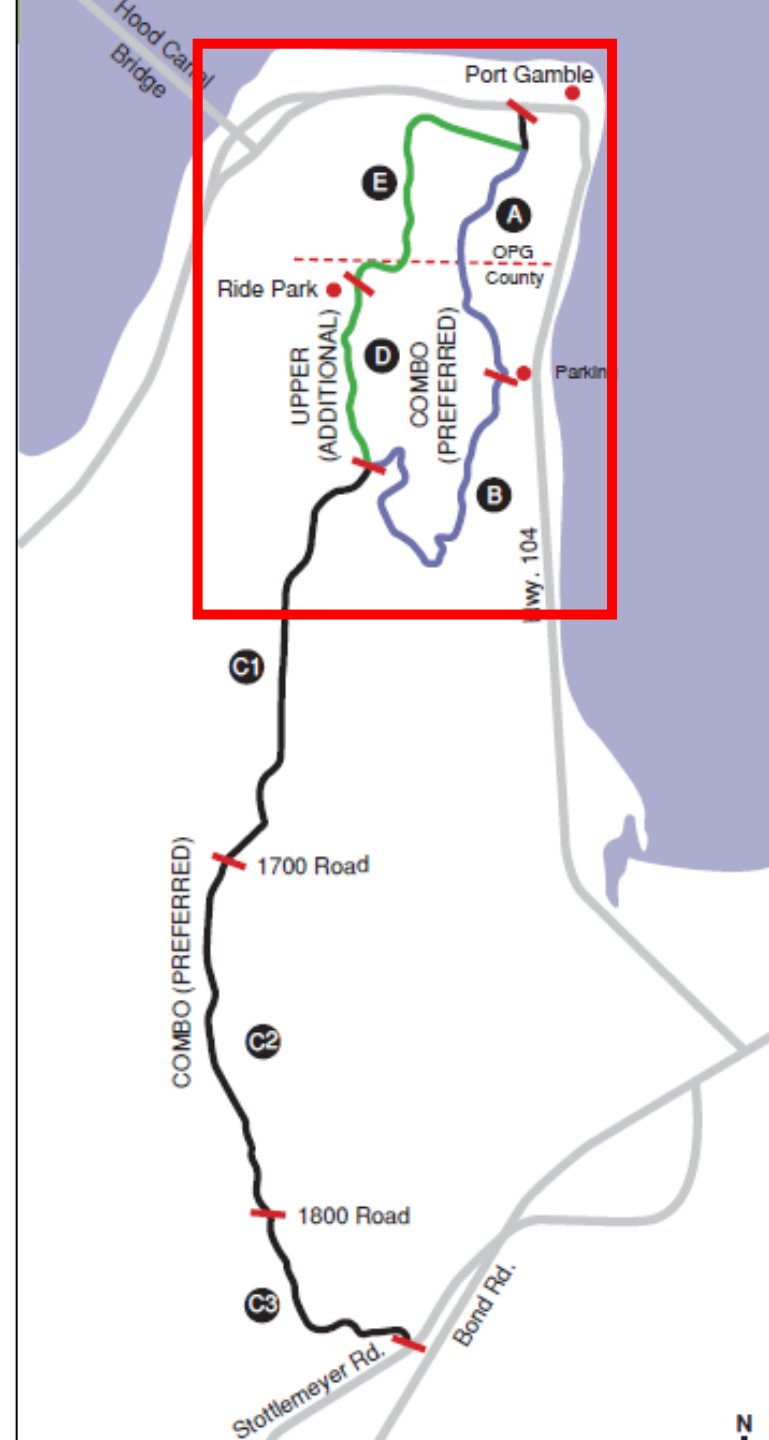 Hood Canal
Bridge
Port Gamble
E
A
OPG
County
Ride Park
UPPER
(ADDITIONAL)
D
COMBO
(PREFERRED)
Parkin
B
Hwy. 104
C1
1700 Road
COMBO (PREFERRED)
C2
1800 Road
C3
Bond Rd.
Stottlemeyer Rd.
N